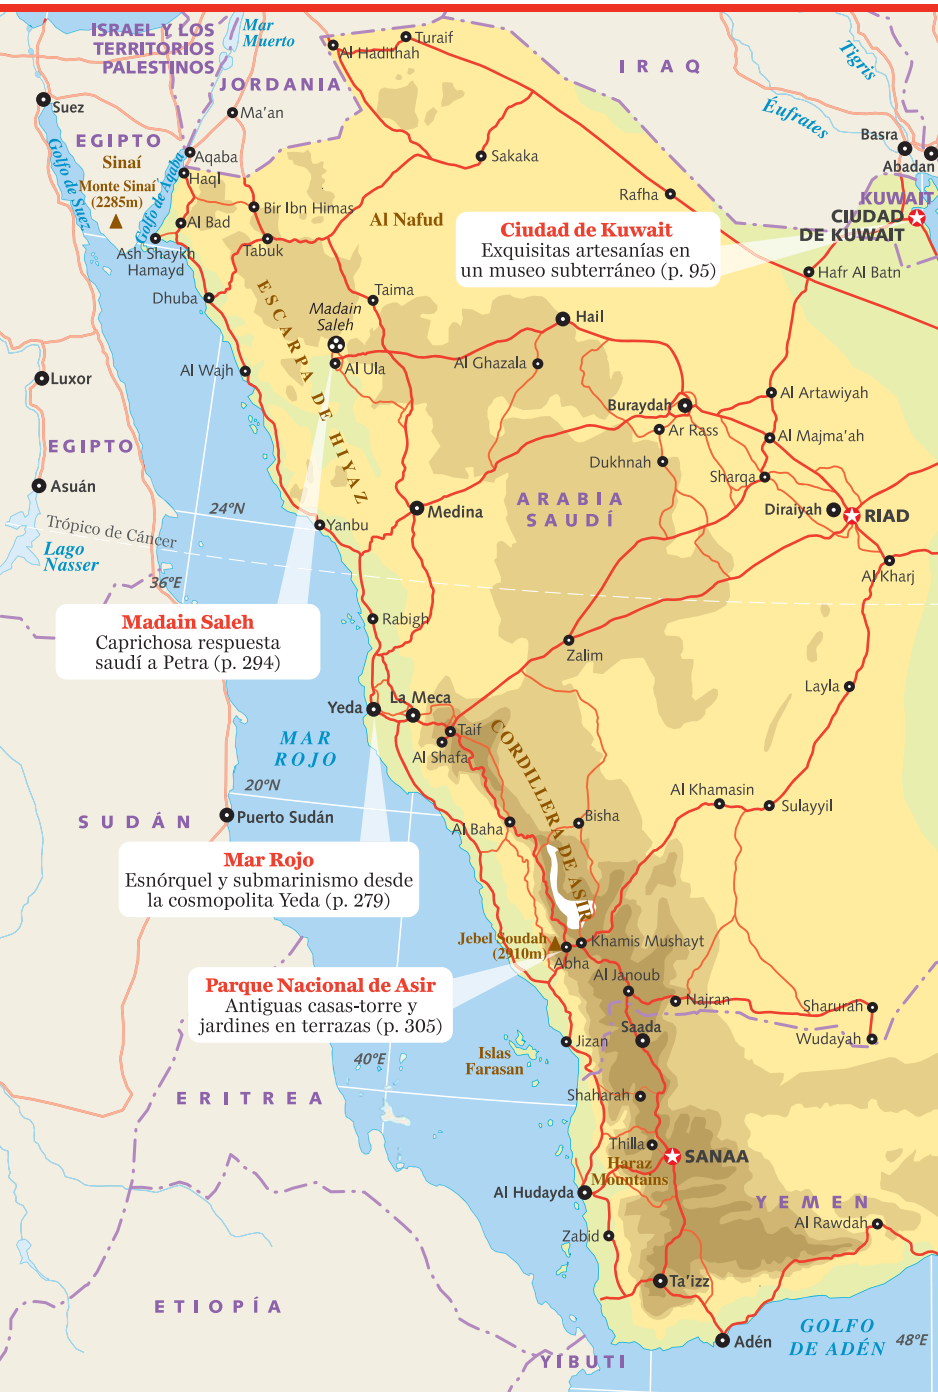 ISRAEL Y LOS
TERRITORIOS
PALESTINOS
Mar
Muerto
Turaif
Al Hadithah
IRAQ
Tigris
JORDANIA
Suez
Ma'an
Éufrates
Basra
Abadan
EGIPTO
Sinaí
Monte Sinaí
(2285m)
Golfo de Suez
Golfo de Aqaba
Aqaba
Haql
Sakaka
Rafha
KUWAIT
CIUDAD
DE KUWAIT
Bir Ibn Himas
Al Nafud
Al Bad
Ash Shaykh
Hamayd
Tabuk
Ciudad de Kuwait
Exquisitas artesanías en
un museo subterráneo (p. 95)
Hafr Al Batn
Dhuba
Taima
Madain
Saleh
ESCARPA DE HIYAZ
Hail
Al Wajh
Al Ula
Al Ghazala
Luxor
Al Artawiyah
Buraydah
Ar Rass
Al Majma'ah
EGIPTO
Dukhnah
Sharqa
Asuán
ARABIA
SAUDÍ
24°N
Medina
Diraiyah
RIAD
Yanbu
Trópico de Cáncer
Lago
Nasser
36°E
Al Kharj
Madain Saleh
Caprichosa respuesta
saudí a Petra (p. 294)
Rabigh
Zalim
Layla
La Meca
Yeda
Taif
Al Shafa
MAR
ROJO
CORDILLERA DE ASIR
20°N
Al Khamasin
Sulayyil
SUDÁN
Puerto Sudán
Al Baha
Bisha
Mar Rojo
Esnórquel y submarinismo desde
la cosmopolita Yeda (p. 279)
Jebel Soudah
(2910m)
Khamis Mushayt
Abha
Al Janoub
Parque Nacional de Asir
Antiguas casas-torre y
jardines en terrazas (p. 305)
Najran
Sharurah
Saada
Wudayah
Jizan
40°E
Islas
Farasan
ERITREA
Shaharah
Thilla
SANAA
Haraz
Mountains
Al Hudayda
YEMEN
Al Rawdah
Zabid
Ta'izz
ETIOPÍA
GOLFO
DE ADÉN
48°E
Adén
YIBUTI